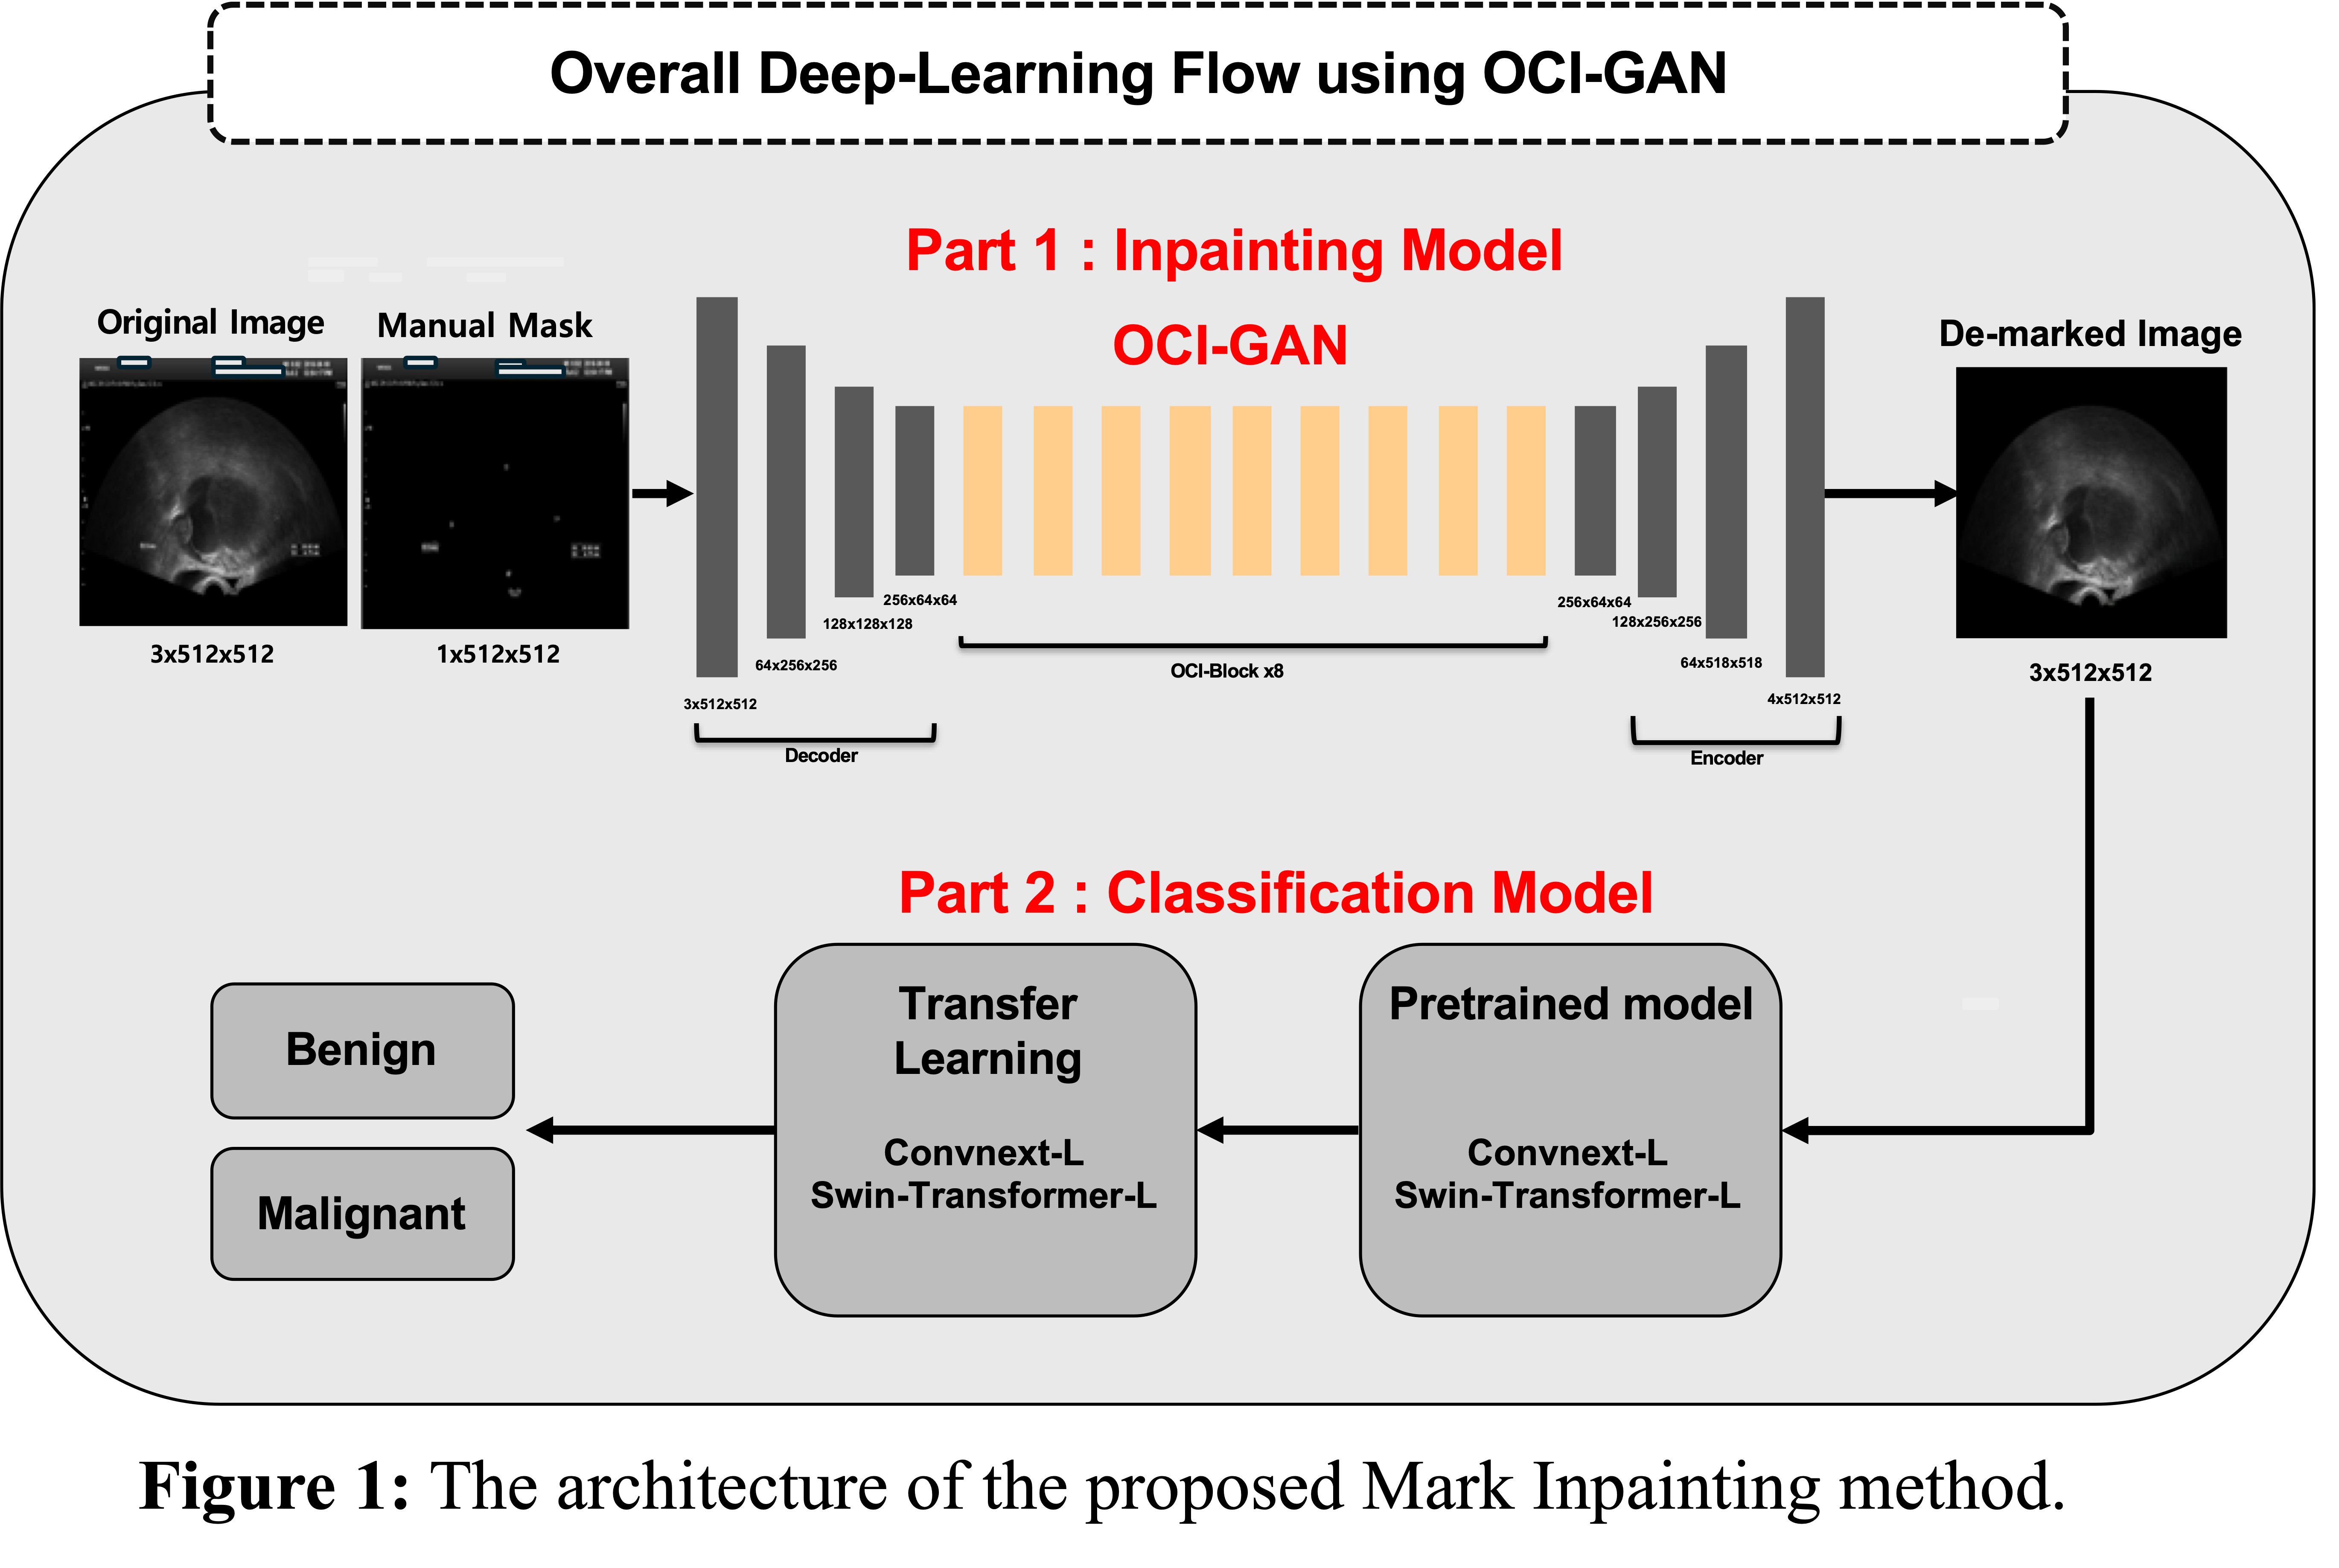 Overall Deep-Learning Flow using OCI-GAN
Part 1 : Inpainting Model
OCI-GAN
Original Image
Manual Mask
De-marked Image
3x512x512
1x512x512
3x512x512
64x256x256
128x128x128
256x64x64
OCI-Block x8
256x64x64
128x256x256
64x518x518
4x512x512
3x512x512
Decoder
Encoder
Part 2 : Classification Model
Benign
Malignant
Transfer
Learning
Convnext-L
Swin-Transformer-L
Pretrained model
Convnext-L
Swin-Transformer-L
Figure 1: The architecture of the proposed Mark Inpainting method.